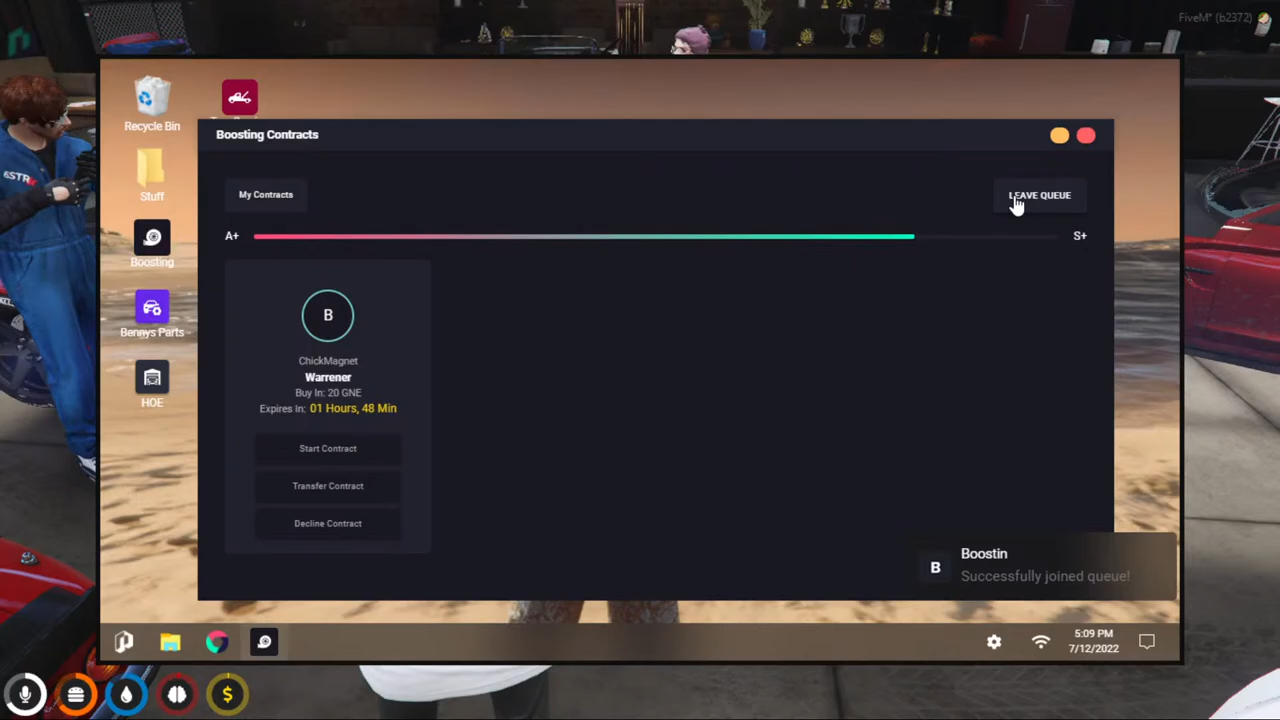 FiveM* (b2372)
Recycle Bin
Stuff
Boosting
Bennys Parts
HOE
Boosting Contracts
My Contracts
LEAVE QUEUE
A+
S+
B
ChickMagnet
Warrener
Buy In: 20 GNE
Expires In: 01 Hours, 48 Min
Start Contract
Transfer Contract
Decline Contract
B
Boostin
Successfully joined queue!
5:09 PM
7/12/2022